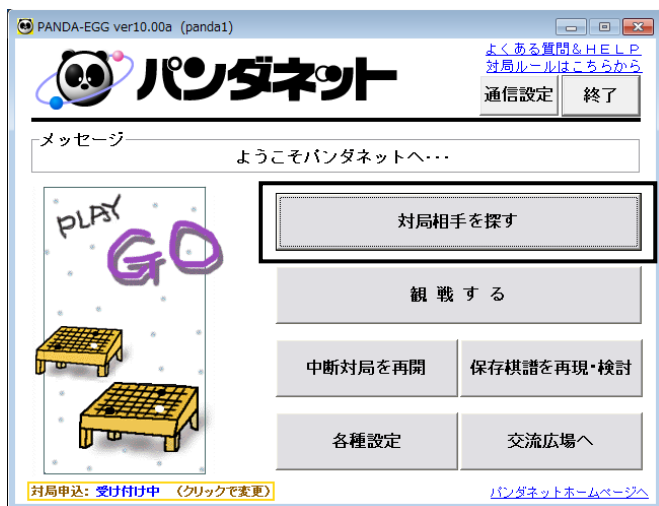 PANDA-EGG ver10.00a (panda1)
パンダネット
よくある質問&HELP
対局ルールはこちらから
通信設定 終了
メッセージ
ようこそパンダネットへ・・・
PLAY
GO
対局相手を探す
観 戦 す る
中断対局を再開 保存棋譜を再現・検討
各種設定 交流広場へ
対局申込: 受け付け中 (クリックで変更)
パンダネットホームページへ